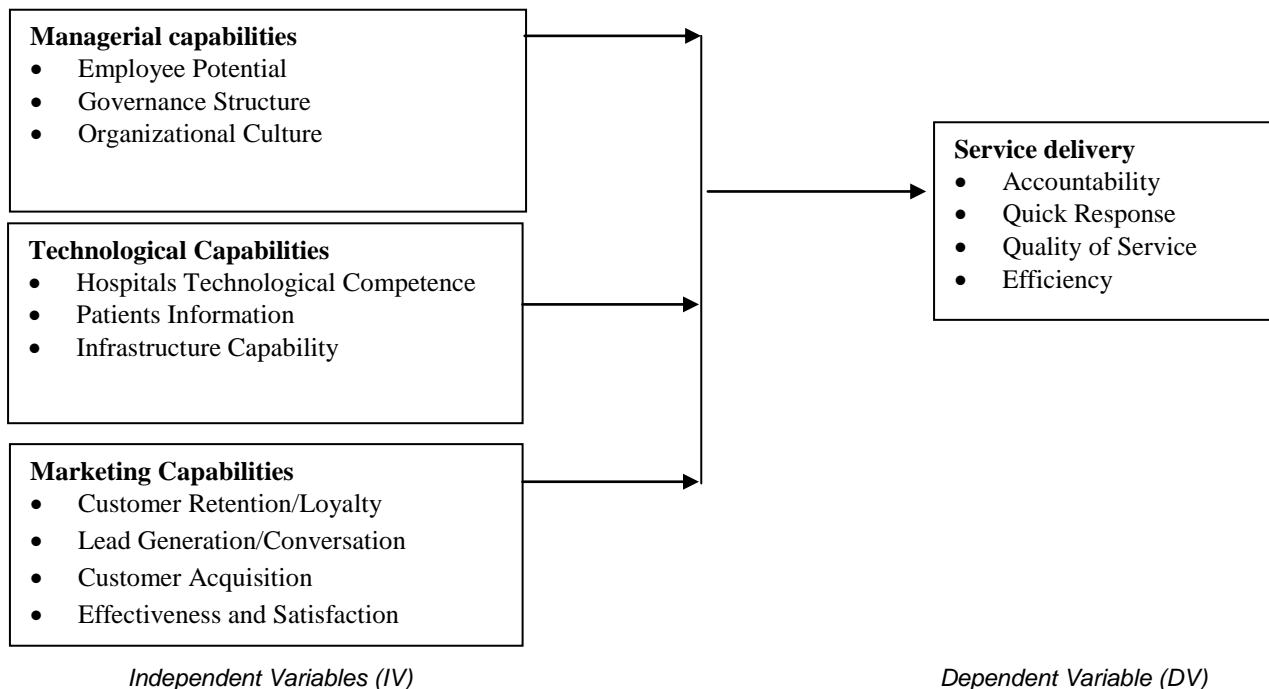 Managerial capabilities
• Employee Potential
• Governance Structure
• Organizational Culture
Technological Capabilities
• Hospitals Technological Competence
• Patients Information
• Infrastructure Capability
Marketing Capabilities
• Customer Retention/Loyalty
• Lead Generation/Conversation
• Customer Acquisition
• Effectiveness and Satisfaction
Service delivery
• Accountability
• Quick Response
• Quality of Service
• Efficiency
Independent Variables (IV)
Dependent Variable (DV)